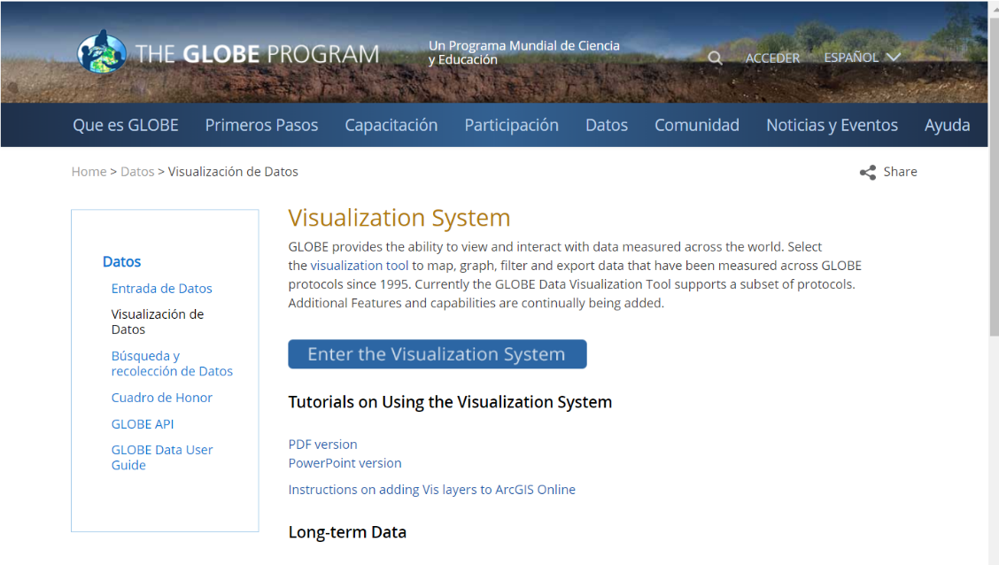 THE GLOBE PROGRAM
Un Programa Mundial de Ciencia
y Educación
ACCEDER
ESPAÑOL
Que es GLOBE
Primeros Pasos
Capacitación
Participación
Datos
Comunidad
Noticias y Eventos
Ayuda
Home > Datos > Visualización de Datos
Share
Datos
Entrada de Datos
Visualización de
Datos
Búsqueda y
recolección de Datos
Cuadro de Honor
GLOBE API
GLOBE Data User
Guide
Visualization System
GLOBE provides the ability to view and interact with data measured across the world. Select
the visualization tool to map, graph, filter and export data that have been measured across GLOBE
protocols since 1995. Currently the GLOBE Data Visualization Tool supports a subset of protocols.
Additional Features and capabilities are continually being added.
Enter the Visualization System
Tutorials on Using the Visualization System
PDF version
PowerPoint version
Instructions on adding Vis layers to ArcGIS Online
Long-term Data